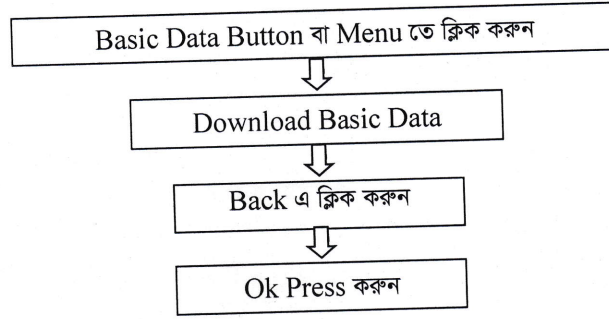 Basic Data Button বা Menu তে ক্লিক করুন
Download Basic Data
Back এ ক্লিক করুন
Ok Press করুন